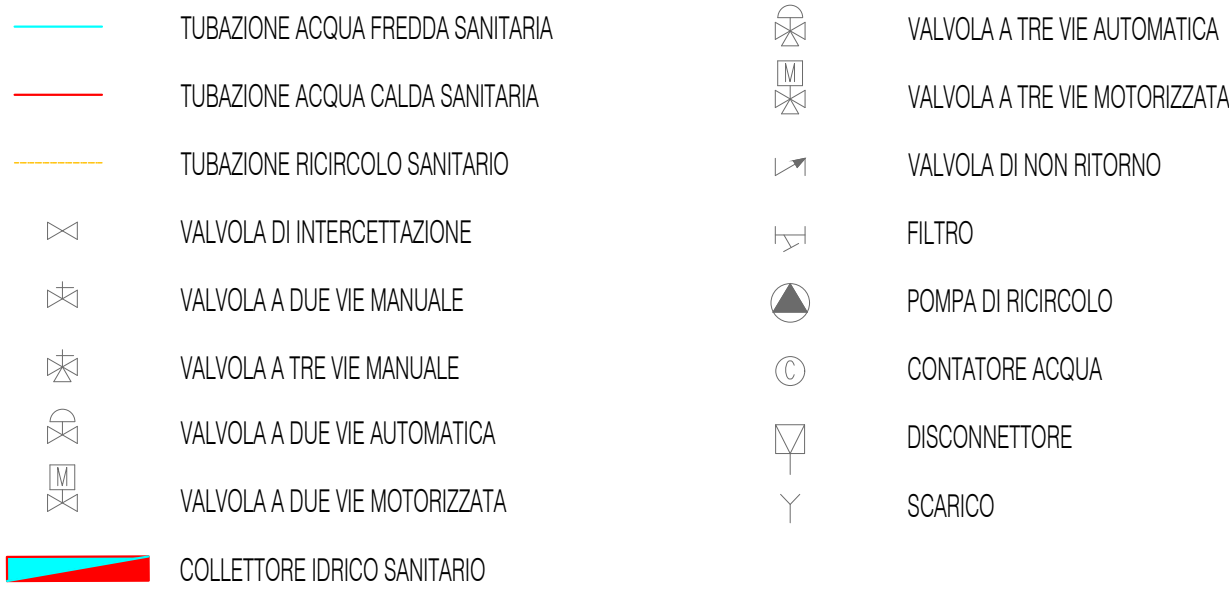 TUBAZIONE ACQUA FREDDA SANITARIA
TUBAZIONE ACQUA CALDA SANITARIA
TUBAZIONE RICIRCOLO SANITARIO
VALVOLA DI INTERCETTAZIONE
VALVOLA A DUE VIE MANUALE
VALVOLA A TRE VIE MANUALE
VALVOLA A DUE VIE AUTOMATICA
M
VALVOLA A DUE VIE MOTORIZZATA
COLLETTORE IDRICO SANITARIO
VALVOLA A TRE VIE AUTOMATICA
M
VALVOLA A TRE VIE MOTORIZZATA
VALVOLA DI NON RITORNO
FILTRO
POMPA DI RICIRCOLO
C
CONTATORE ACQUA
DISCONNETTORE
SCARICO